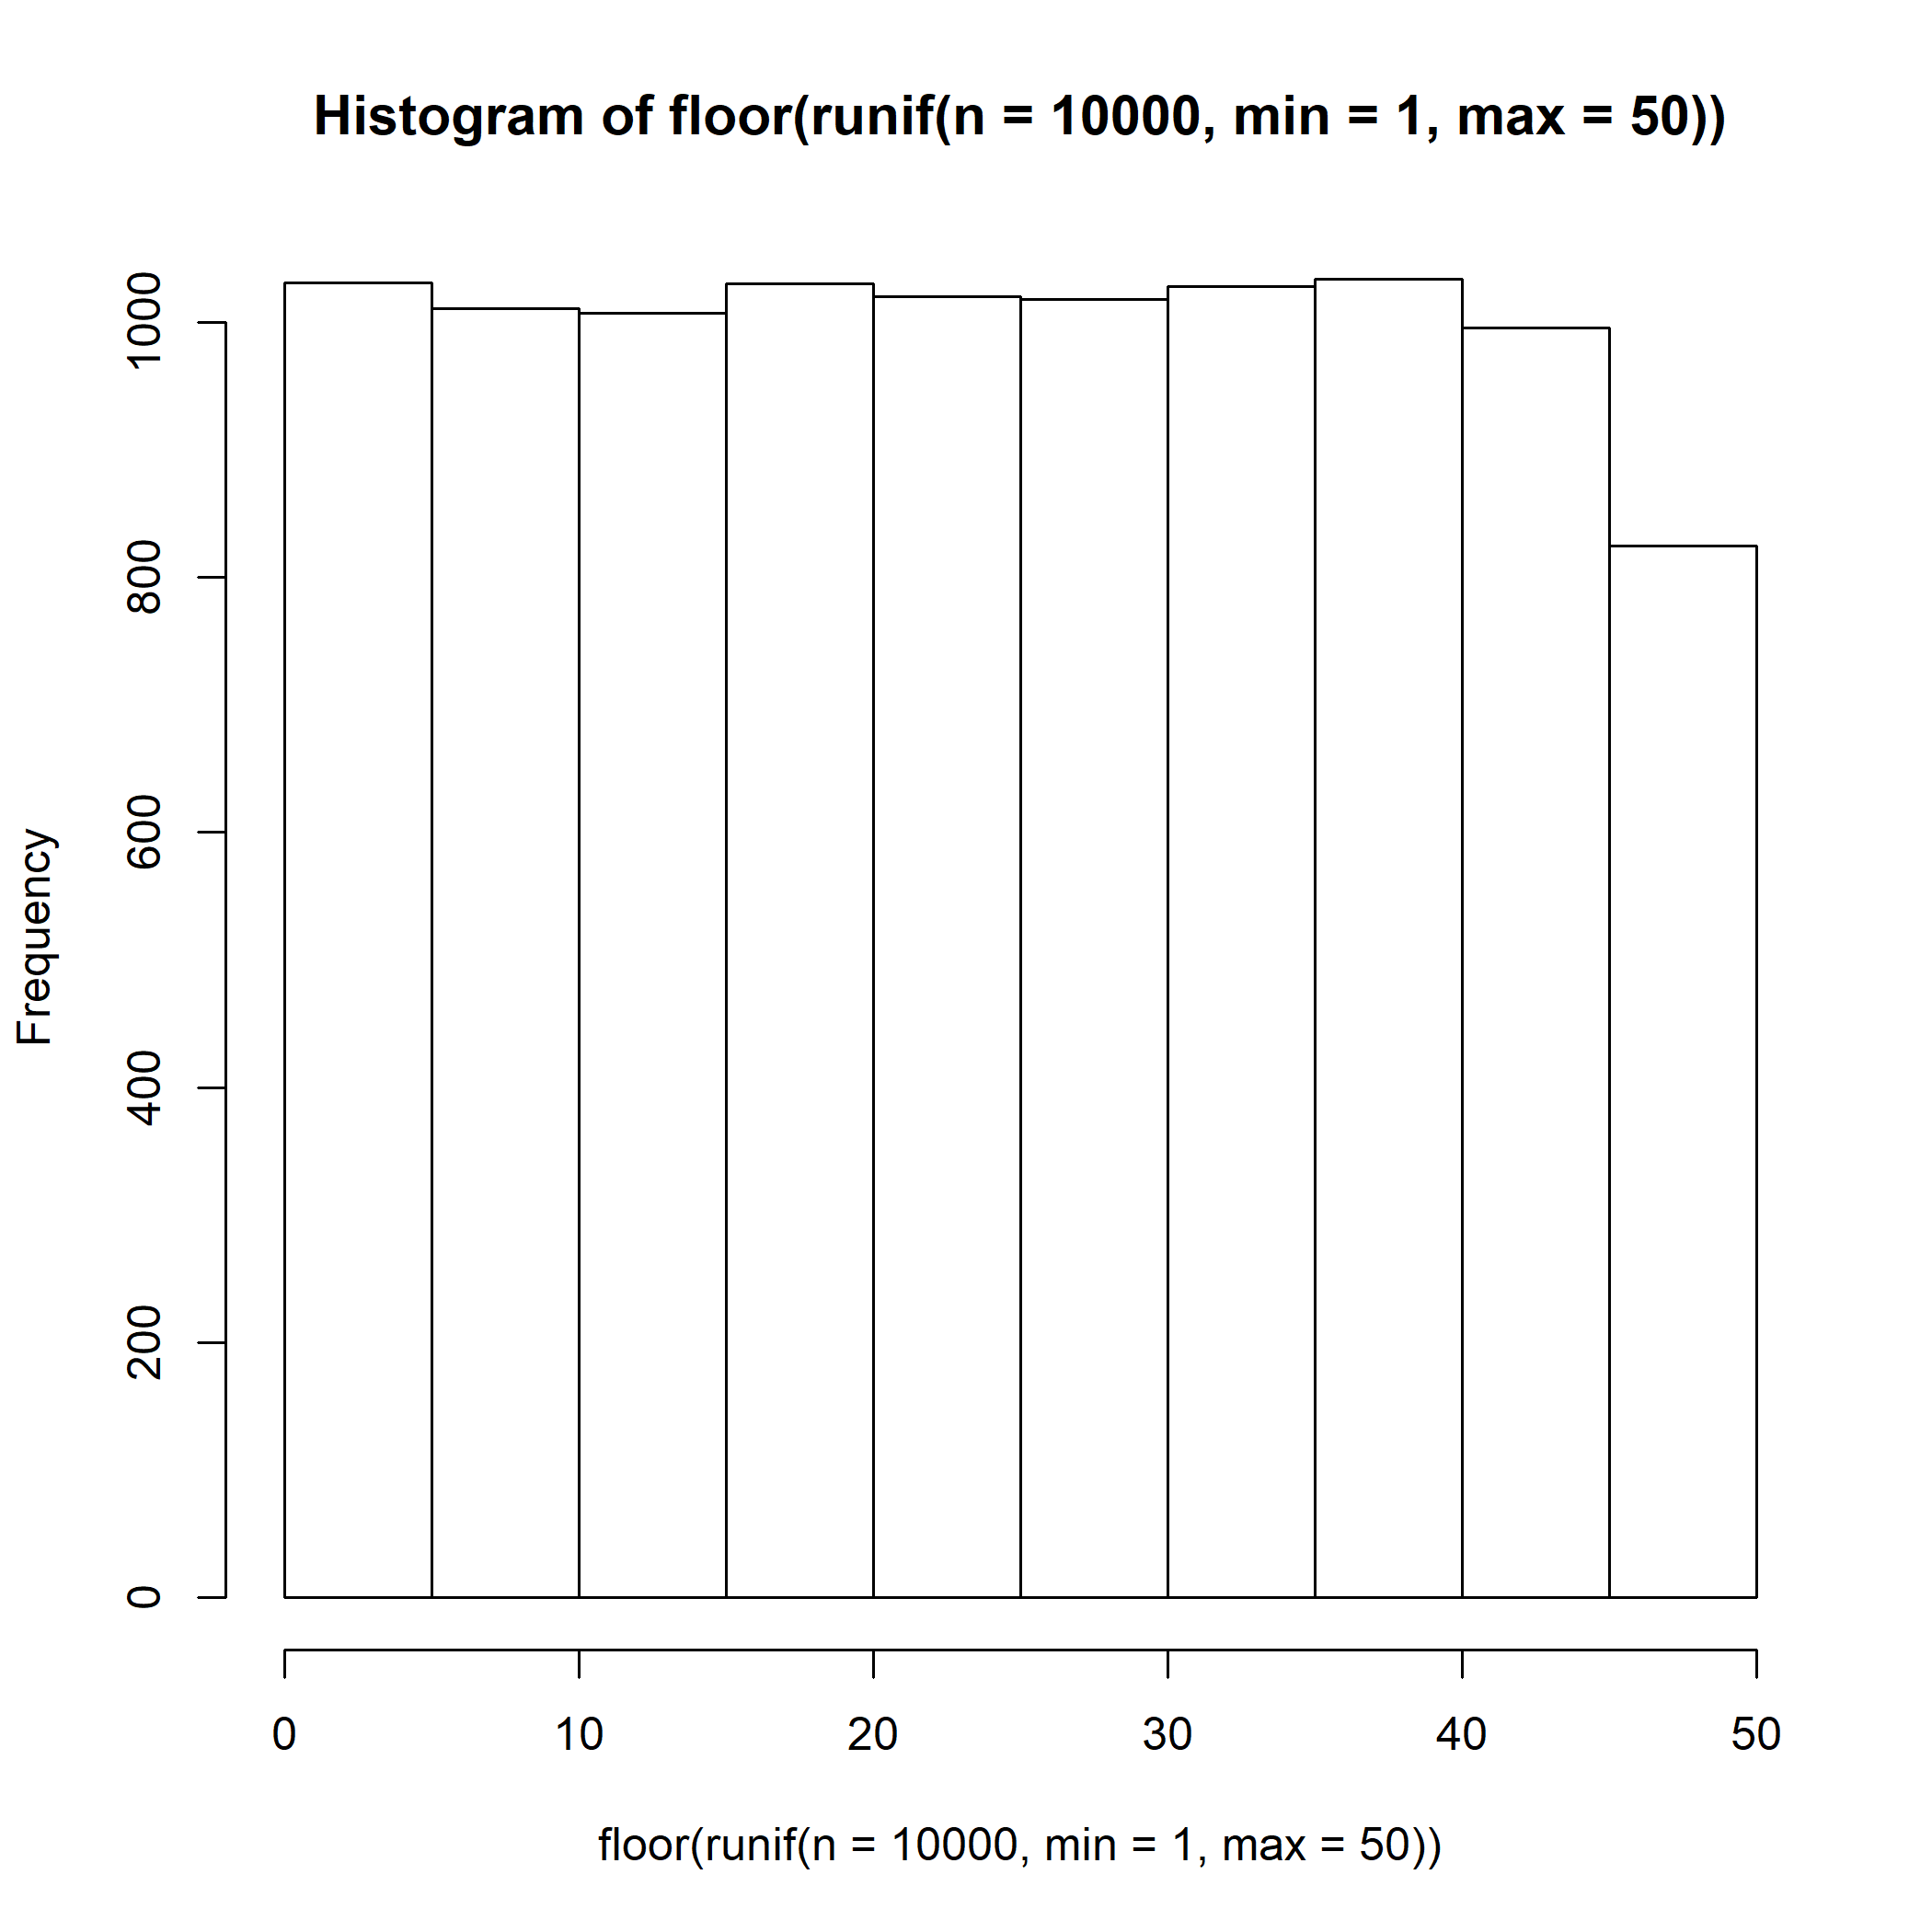 Histogram of floor(runif(n = 10000, min = 1, max = 50))
1000
800
600
400
200
0
Frequency
0 10 20 30 40 50
floor(runif(n = 10000, min = 1, max = 50))